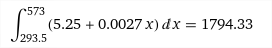 ∫_{293.5}^{573} (5.25 + 0.0027 x) dx = 1794.33